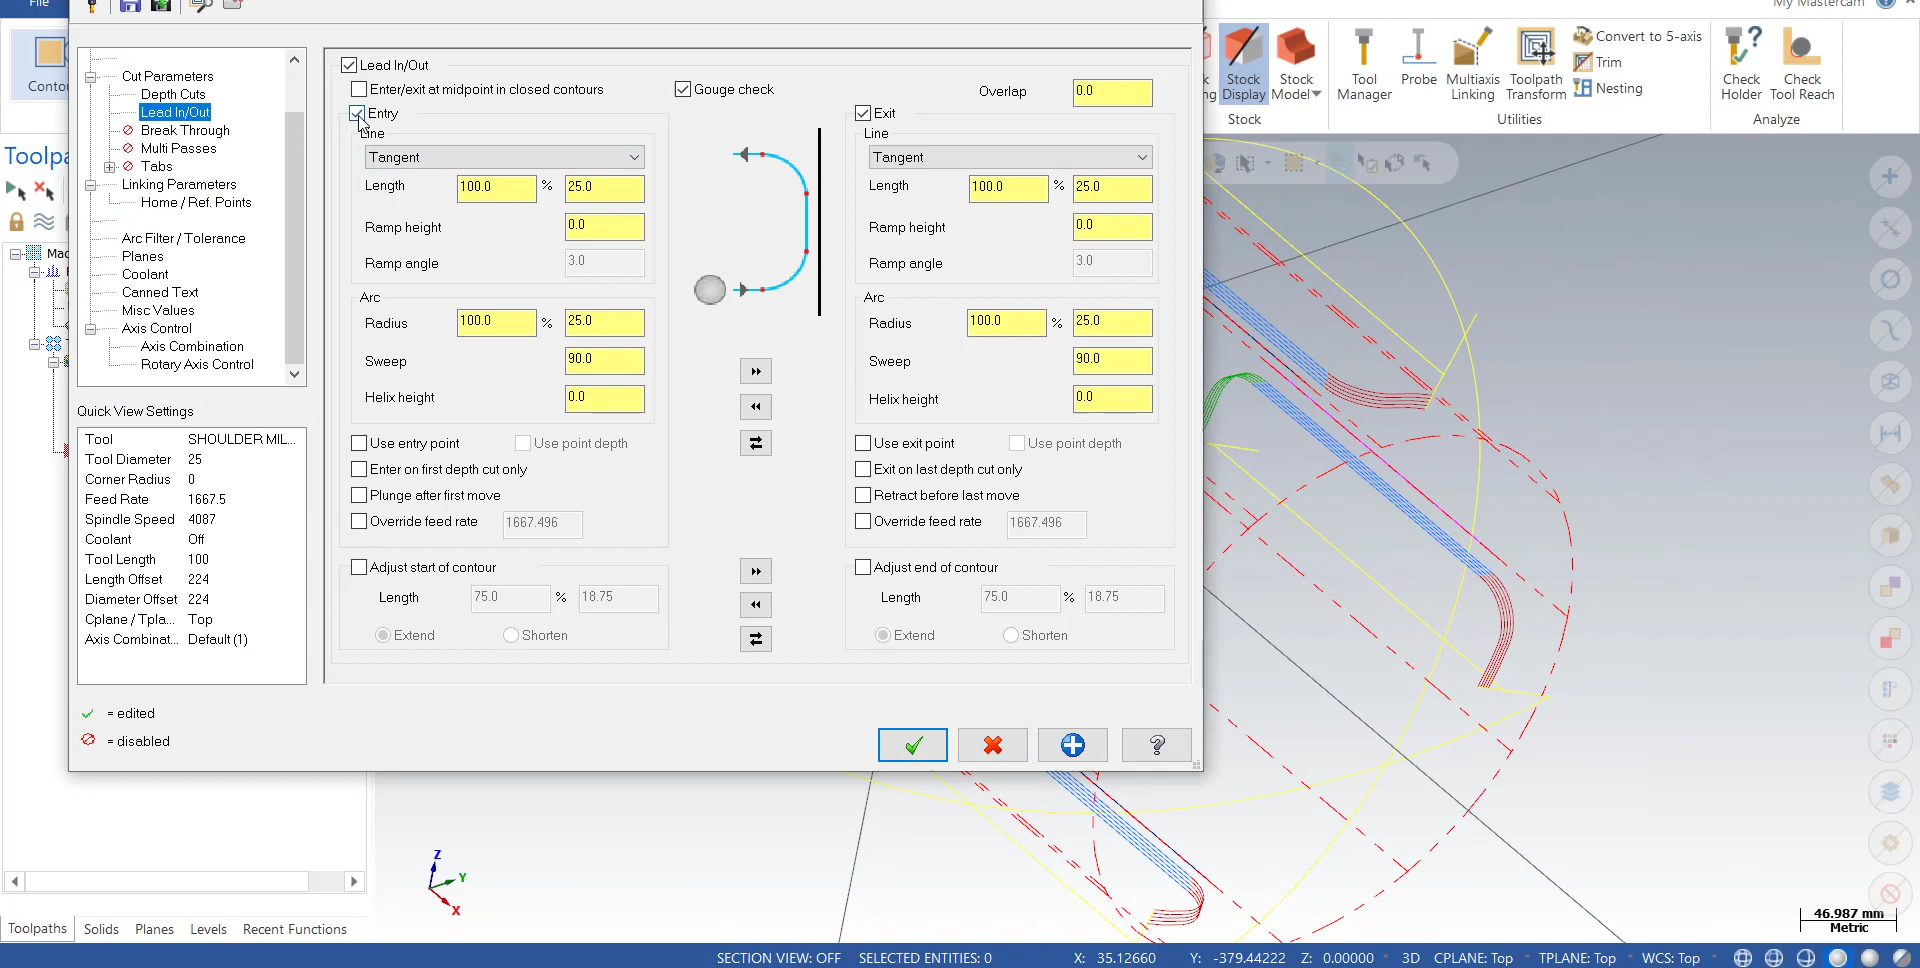 File
My Mastercam
Contou
Toolpa
Mac
Cut Parameters
Depth Cuts
Lead In/Out
Break Through
Multi Passes
Tabs
Linking Parameters
Home / Ref. Points
Arc Filter / Tolerance
Planes
Coolant
Canned Text
Misc Values
Axis Control
Axis Combination
Rotary Axis Control
Quick View Settings
Tool SHOULDER MIL...
Tool Diameter 25
Corner Radius 0
Feed Rate 1667.5
Spindle Speed 4087
Coolant Off
Tool Length 100
Length Offset 224
Diameter Offset 224
Cplane / Tpla... Top
Axis Combinat... Default (1)
= edited
= disabled
Lead In/Out
Enter/exit at midpoint in closed contours
Gouge check
Overlap 0.0
Entry
Line
Tangent
Length 100.0 % 25.0
Ramp height 0.0
Ramp angle 3.0
Arc
Radius 100.0 % 25.0
Sweep 90.0
Helix height 0.0
Use entry point Use point depth
Enter on first depth cut only
Plunge after first move
Override feed rate 1667.496
Adjust start of contour
Length 75.0 % 18.75
Extend Shorten
Exit
Line
Tangent
Length 100.0 % 25.0
Ramp height 0.0
Ramp angle 3.0
Arc
Radius 100.0 % 25.0
Sweep 90.0
Helix height 0.0
Use exit point Use point depth
Exit on last depth cut only
Retract before last move
Override feed rate 1667.496
Adjust end of contour
Length 75.0 % 18.75
Extend Shorten
?
k
ng
Stock Display
Stock Model
Stock
Tool Manager
Probe
Multiaxis Linking
Toolpath Transform
Convert to 5-axis
Trim
Nesting
Utilities
Check Holder
Check Tool Reach
Analyze
Z
Y
X
46.987 mm
Metric
Toolpaths Solids Planes Levels Recent Functions
SECTION VIEW: OFF SELECTED ENTITIES: 0 X: 35.12660 Y: -379.44222 Z: 0.00000 3D CPLANE: Top TPLANE: Top WCS: Top